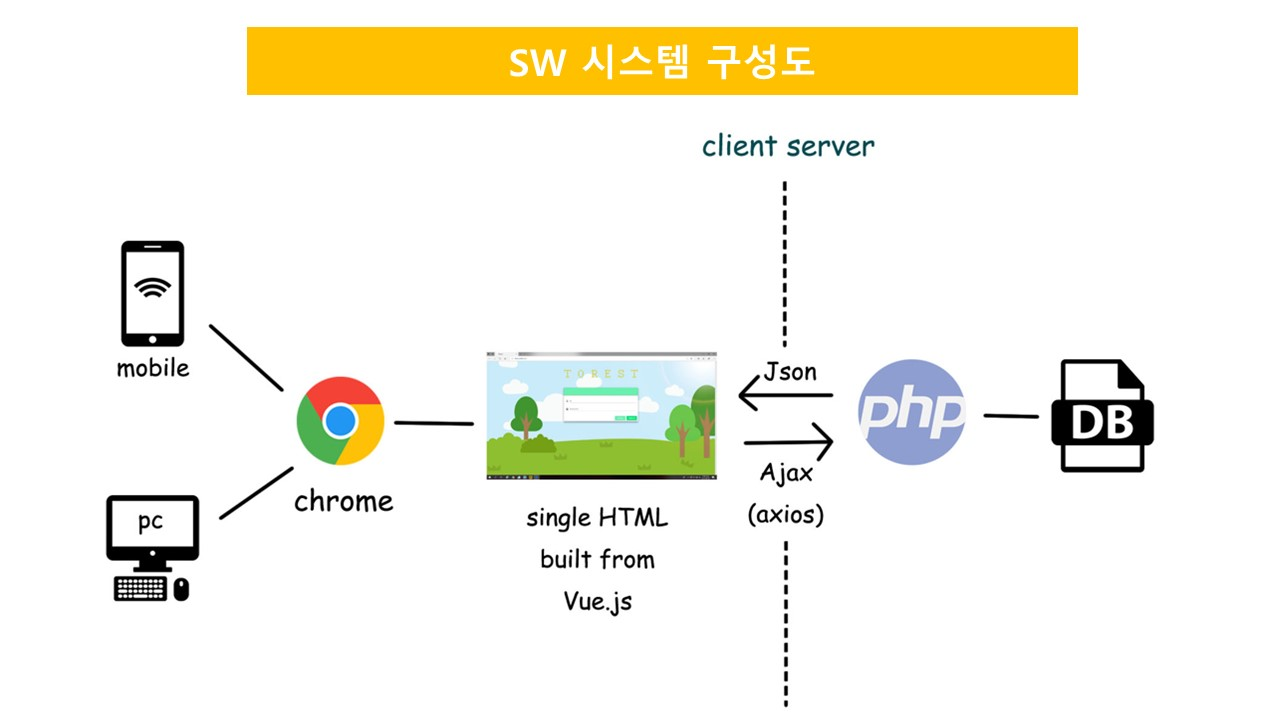 SW 시스템 구성도
client server
mobile
pc
chrome
TOREST
single HTML
built from
Vue.js
Json
Ajax
(axios)
php
DB